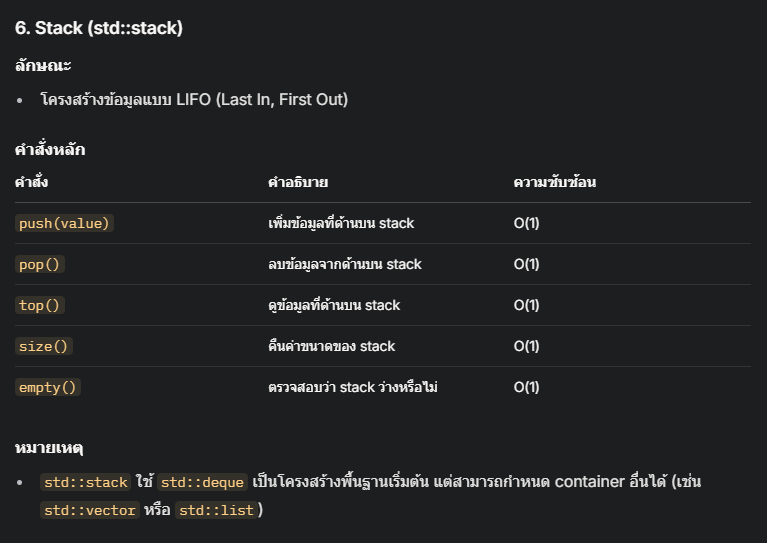 6. Stack (std::stack)
ลักษณะ
• โครงสร้างข้อมูลแบบ LIFO (Last In, First Out)
คำสั่งหลัก
คำสั่ง คำอธิบาย ความซับซ้อน
push(value) เพิ่มข้อมูลที่ด้านบน stack O(1)
pop() ลบข้อมูลจากด้านบน stack O(1)
top() ดูข้อมูลที่ด้านบน stack O(1)
size() คืนค่าขนาดของ stack O(1)
empty() ตรวจสอบว่า stack ว่างหรือไม่ O(1)
หมายเหตุ
• std::stack ใช้ std::deque เป็นโครงสร้างพื้นฐานเริ่มต้น แต่สามารถกำหนด container อื่นได้ (เช่น
std::vector หรือ std::list)